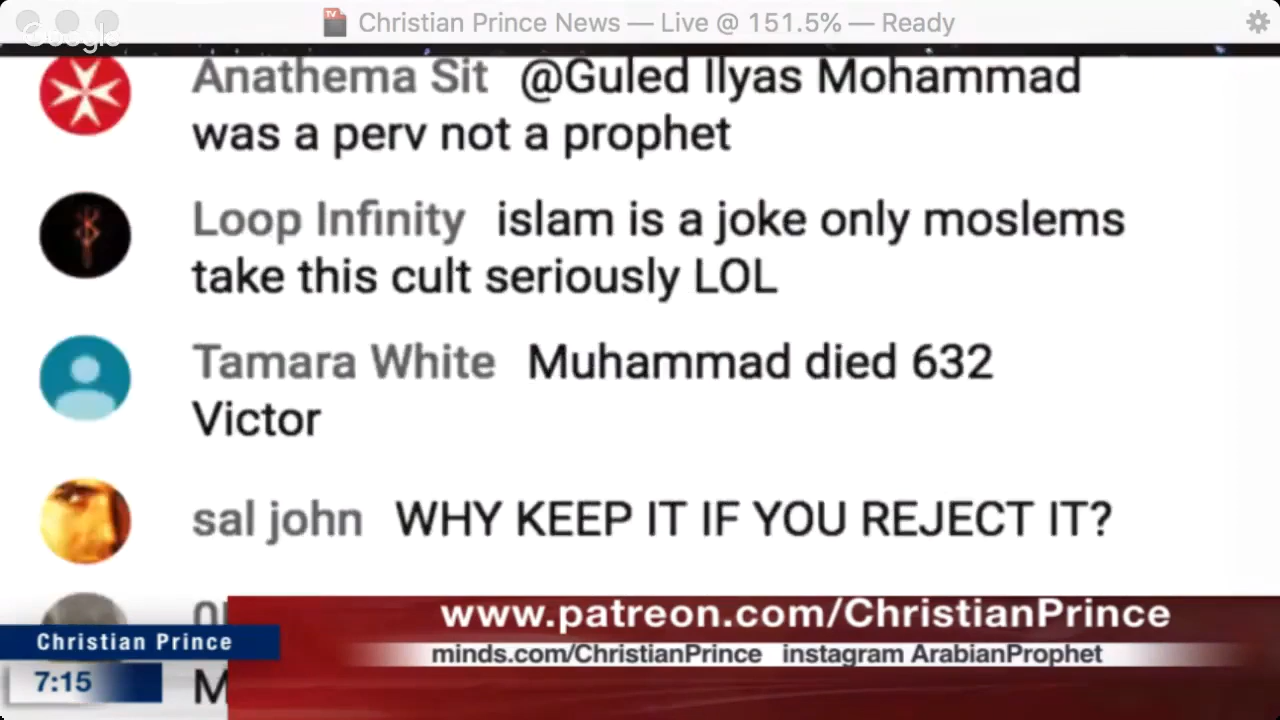 Christian Prince News — Live @ 151.5% — Ready
Google
Anathema Sit @Guled Ilyas Mohammad
was a perv not a prophet
Loop Infinity islam is a joke only moslems
take this cult seriously LOL
Tamara White Muhammad died 632
Victor
sal john WHY KEEP IT IF YOU REJECT IT?
www.patreon.com/ChristianPrince
Christian Prince
minds.com/ChristianPrince instagram ArabianProphet
7:15
M